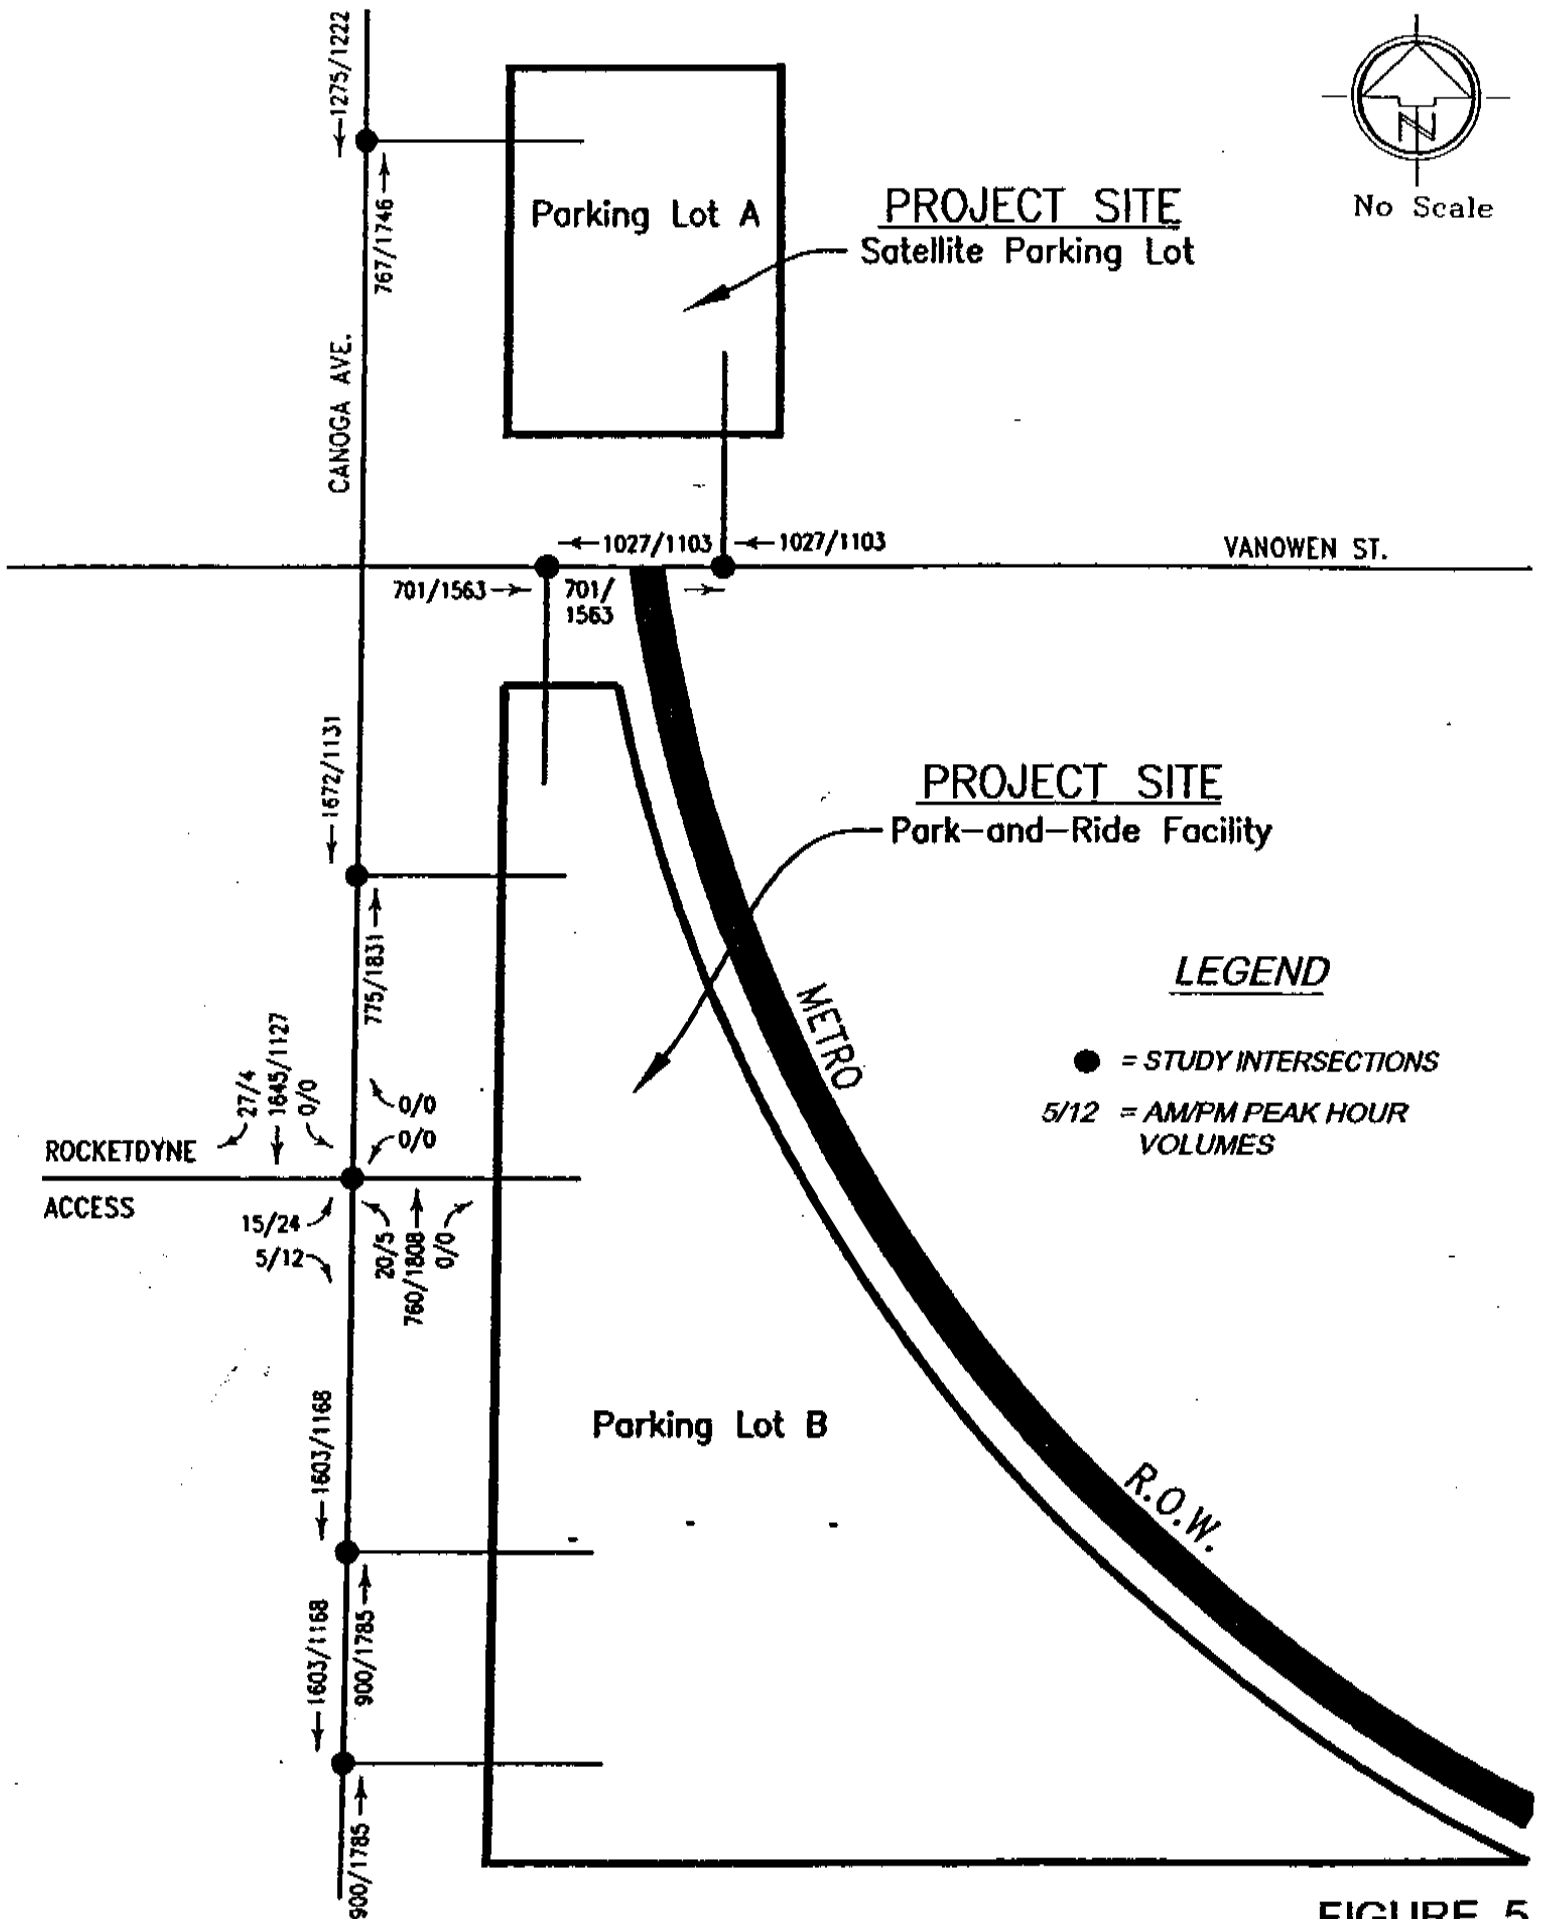 1275/1222
767/1746
Parking Lot A
PROJECT SITE
Satellite Parking Lot
N
No Scale
CANOGA AVE.
1027/1103
1027/1103
VANOWEN ST.
701/1563
701/
1563
1672/1131
775/1831
PROJECT SITE
Park-and-Ride Facility
METRO
LEGEND
= STUDY INTERSECTIONS
5/12 = AM/PM PEAK HOUR
VOLUMES
27/4
1645/1127
0/0
0/0
0/0
ROCKETDYNE
ACCESS
15/24
5/12
20/5
760/1808
0/0
1603/1168
Parking Lot B
R.O.W.
900/1785
1603/1168
900/1785
FIGURE 5